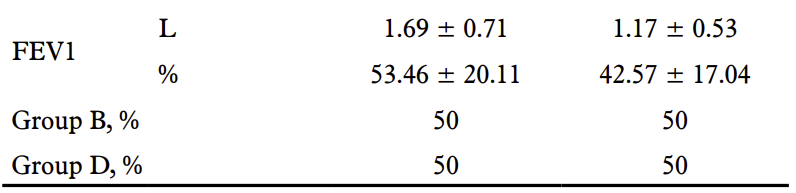 L 1.69 ± 0.71 1.17 ± 0.53
FEV1
% 53.46 ± 20.11 42.57 ± 17.04
Group B, % 50 50
Group D, % 50 50